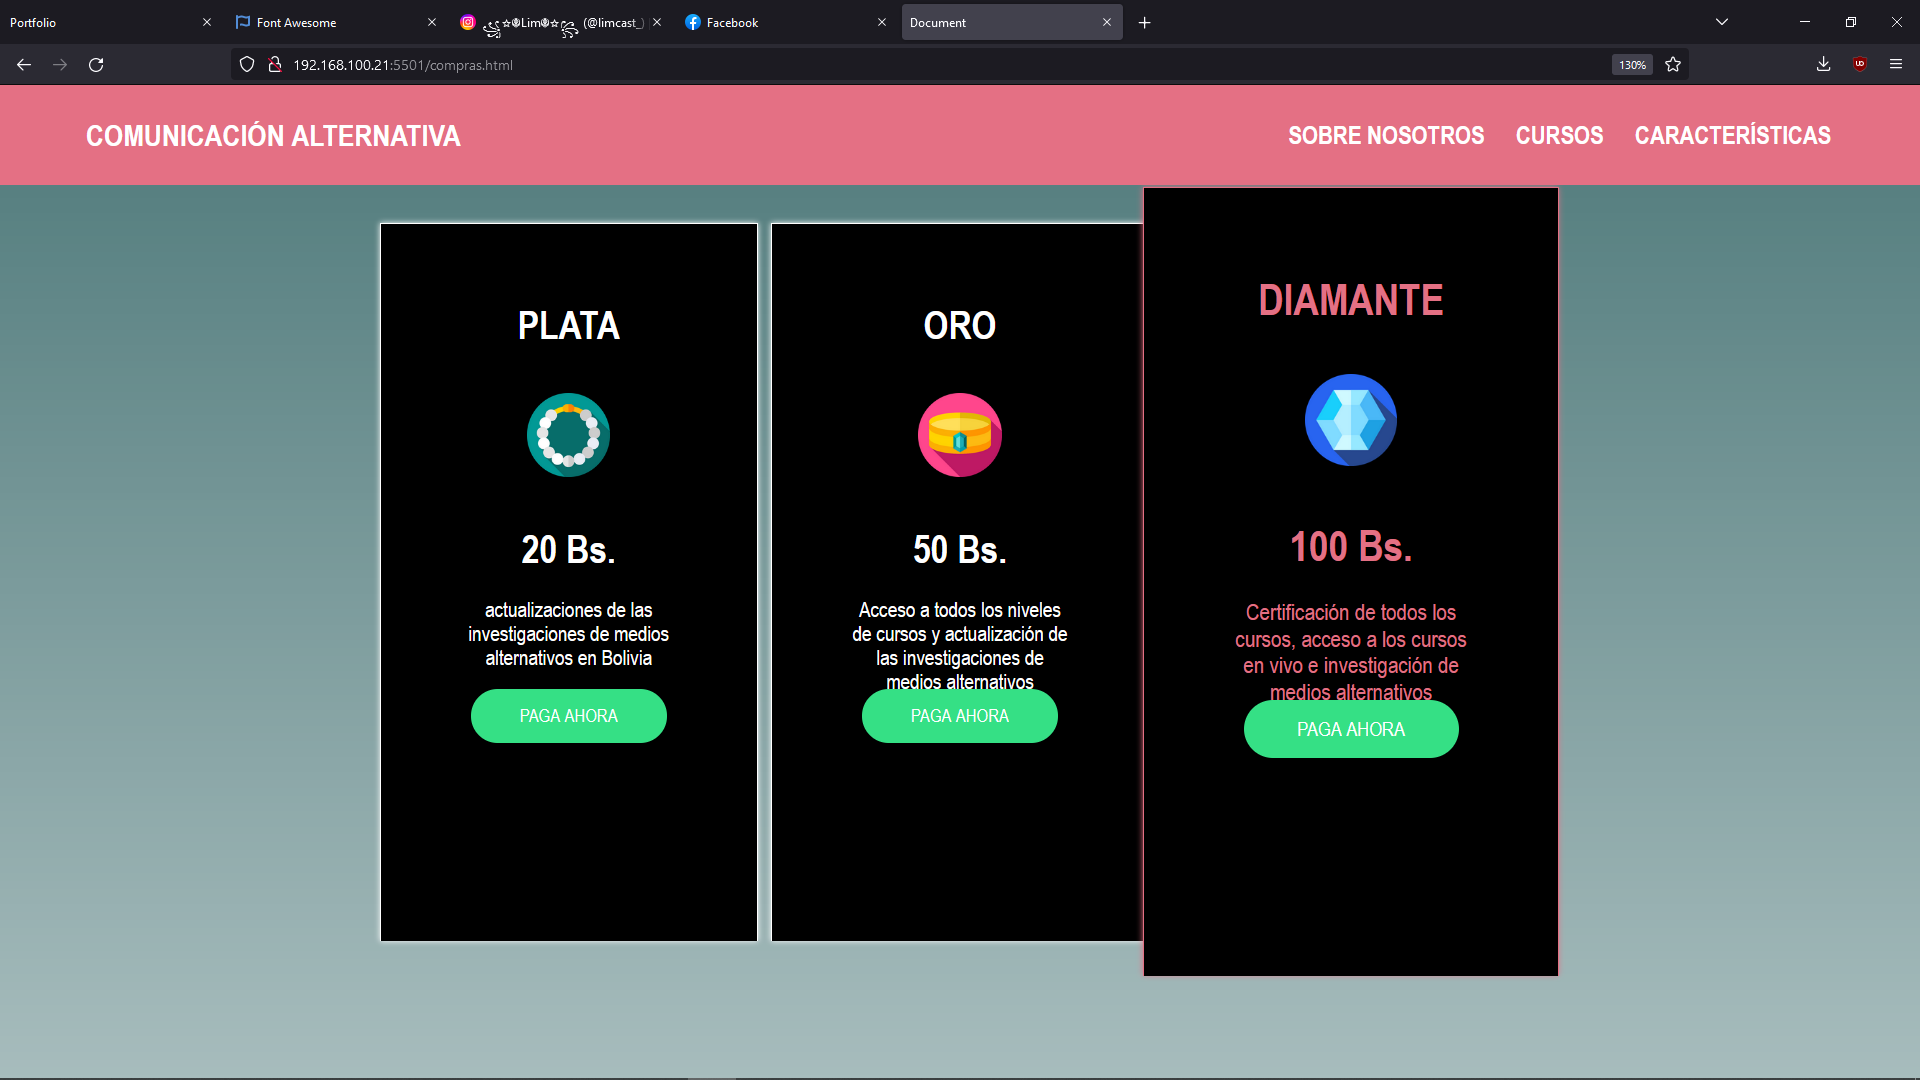 Portfolio
Font Awesome
꧁☆☬Lim☬☆꧂ (@limcast_)
Facebook
Document
192.168.100.21:5501/compras.html
130%
COMUNICACIÓN ALTERNATIVA
SOBRE NOSOTROS
CURSOS
CARACTERÍSTICAS
PLATA
20 Bs.
actualizaciones de las
investigaciones de medios
alternativos en Bolivia
PAGA AHORA
ORO
50 Bs.
Acceso a todos los niveles
de cursos y actualización de
las investigaciones de
medios alternativos
PAGA AHORA
DIAMANTE
100 Bs.
Certificación de todos los
cursos, acceso a los cursos
en vivo e investigación de
medios alternativos
PAGA AHORA